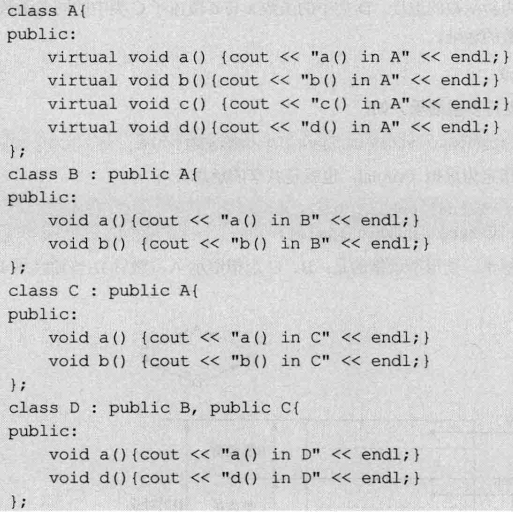 class A{
public:
    virtual void a() {cout << "a() in A" << endl;}
    virtual void b(){cout << "b() in A" << endl;}
    virtual void c() {cout << "c() in A" << endl;}
    virtual void d(){cout << "d() in A" << endl;}
};
class B : public A{
public:
    void a(){cout << "a() in B" << endl;}
    void b() {cout << "b() in B" << endl;}
};
class C : public A{
public:
    void a() {cout << "a() in C" << endl;}
    void b() {cout << "b() in C" << endl;}
};
class D : public B, public C{
public:
    void a(){cout << "a() in D" << endl;}
    void d(){cout << "d() in D" << endl;}
};